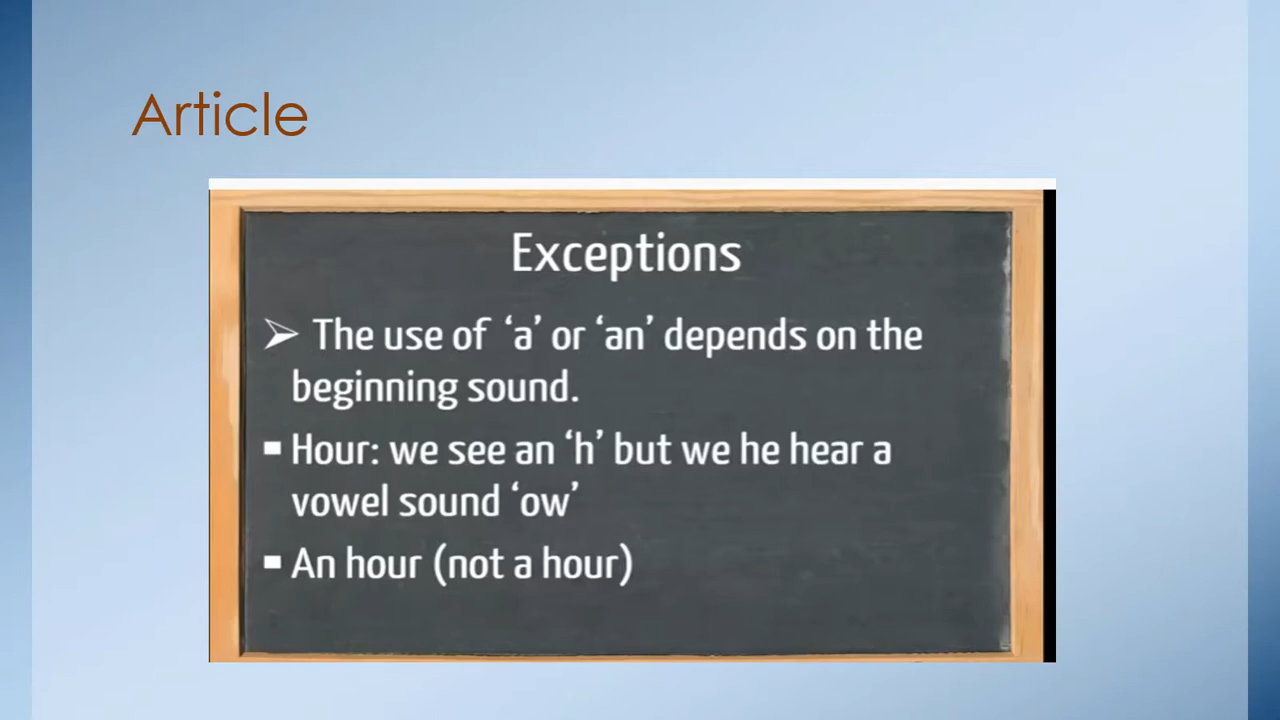 Article
Exceptions
➢ The use of ‘a’ or ‘an’ depends on the
beginning sound.
▪ Hour: we see an ‘h’ but we he hear a
vowel sound ‘ow’
▪ An hour (not a hour)